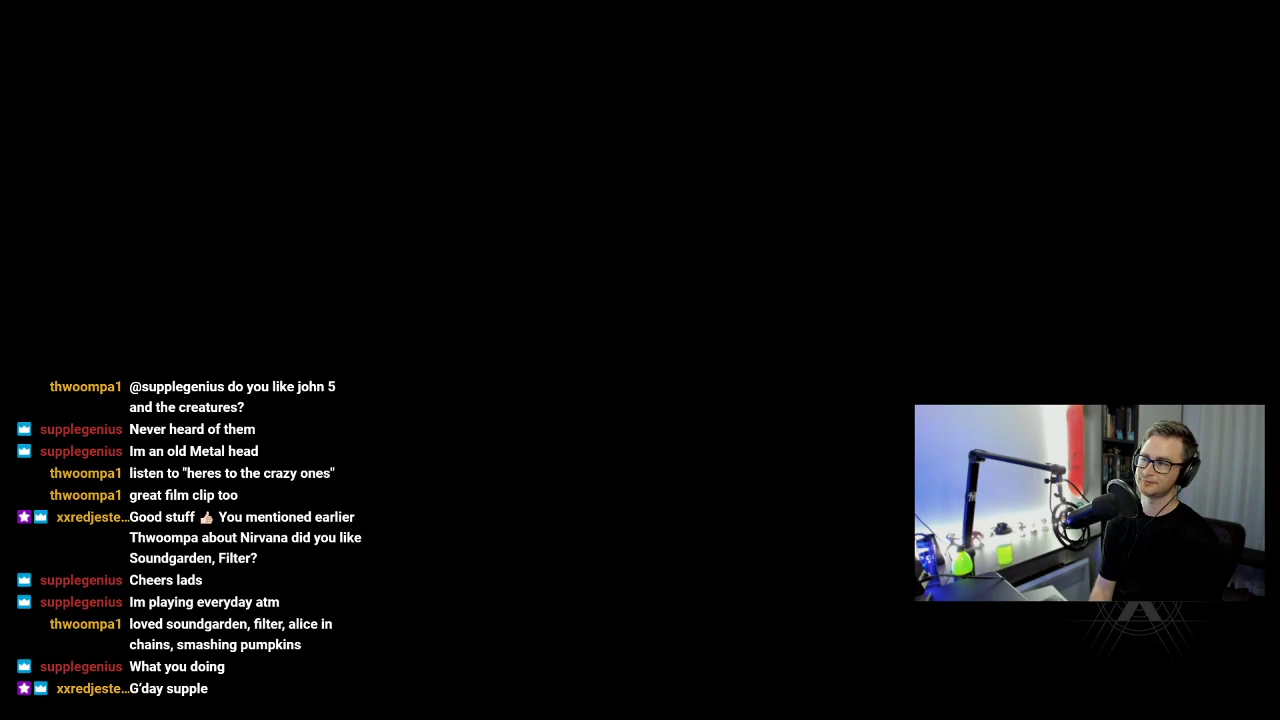 thwoompa1 @supplegenius do you like john 5
and the creatures?
supplegenius Never heard of them
supplegenius Im an old Metal head
thwoompa1 listen to "heres to the crazy ones"
thwoompa1 great film clip too
xxredjeste... Good stuff 👍🏻 You mentioned earlier
Thwoompa about Nirvana did you like
Soundgarden, Filter?
supplegenius Cheers lads
supplegenius Im playing everyday atm
thwoompa1 loved soundgarden, filter, alice in
chains, smashing pumpkins
supplegenius What you doing
xxredjeste... G'day supple